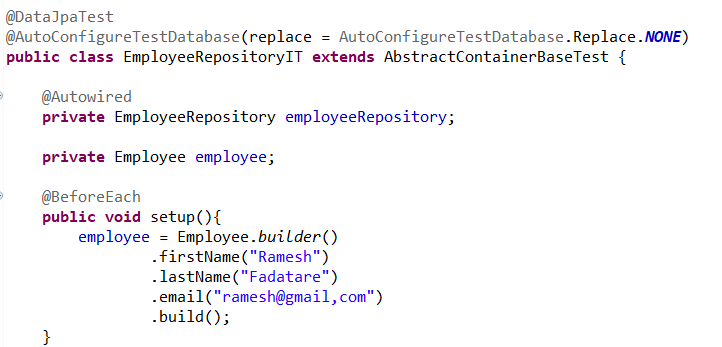 @DataJpaTest
@AutoConfigureTestDatabase(replace = AutoConfigureTestDatabase.Replace.NONE)
public class EmployeeRepositoryIT extends AbstractContainerBaseTest {

    @Autowired
    private EmployeeRepository employeeRepository;

    private Employee employee;

    @BeforeEach
    public void setup(){
        employee = Employee.builder()
                .firstName("Ramesh")
                .lastName("Fadatare")
                .email("ramesh@gmail,com")
                .build();
    }